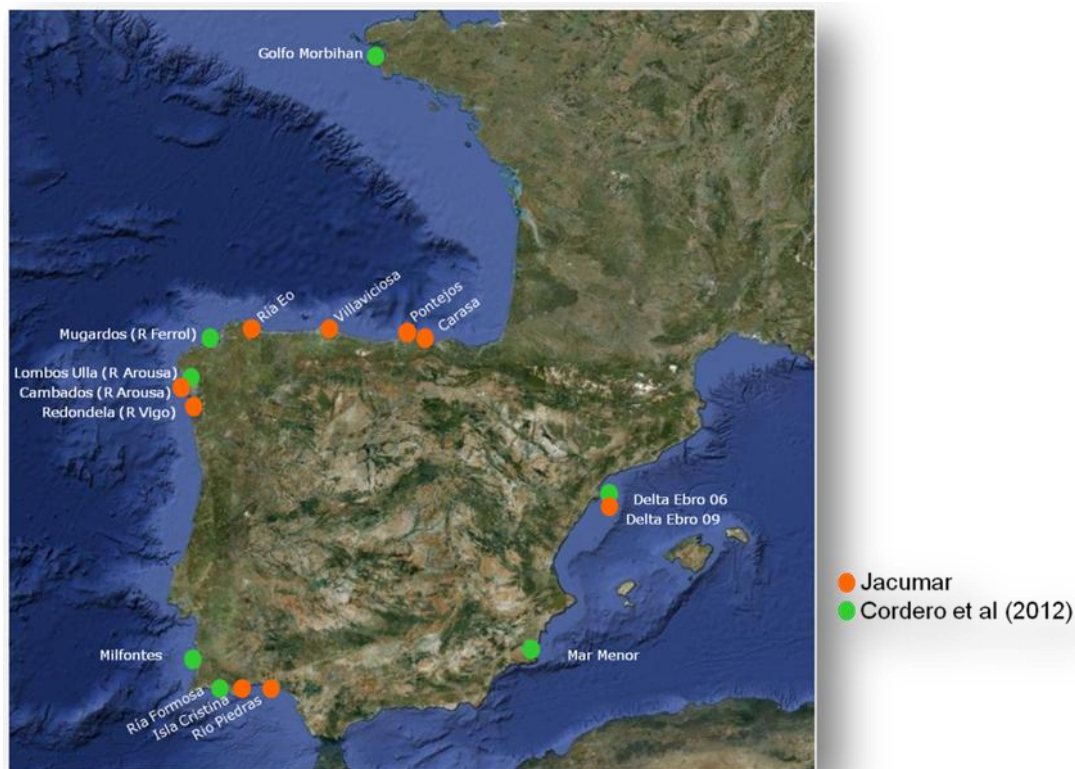 Golfo Morbihan
Ría Eo
Villaviciosa
Pontejos
Carasa
Mugardos (R Ferrol)
Lombos Ulla (R Arousa)
Cambados (R Arousa)
Redondela (R Vigo)
Delta Ebro 06
Delta Ebro 09
Jacumar
Cordero et al (2012)
Milfontes
Mar Menor
Ría Formosa
Isla Cristina
Rio Piedras